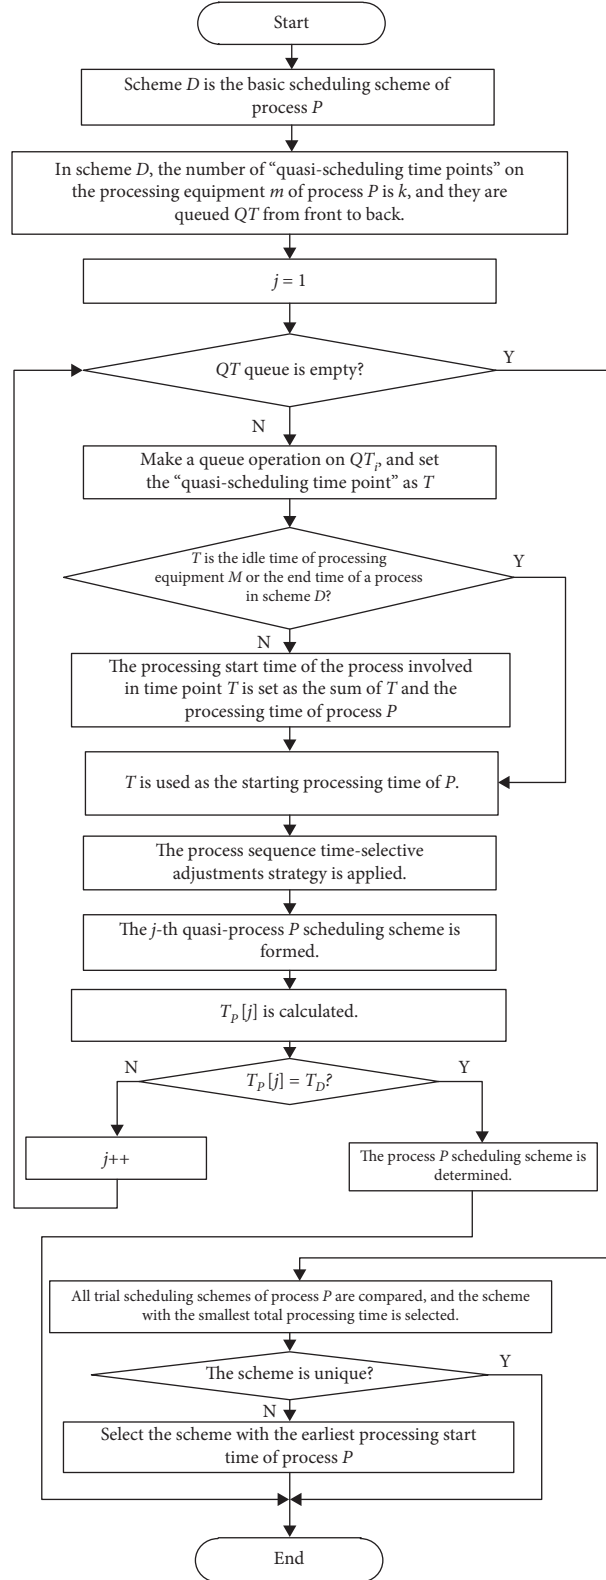 Start
Scheme D is the basic scheduling scheme of
process P
In scheme D, the number of “quasi-scheduling time points” on
the processing equipment m of process P is k, and they are
queued QT from front to back.
j = 1
QT queue is empty?
Y
N
Make a queue operation on QTi, and set
the “quasi-scheduling time point” as T
T is the idle time of processing
equipment M or the end time of a process
in scheme D?
Y
N
The processing start time of the process involved
in time point T is set as the sum of T and the
processing time of process P
T is used as the starting processing time of P.
The process sequence time-selective
adjustments strategy is applied.
The j-th quasi-process P scheduling scheme is
formed.
TP [j] is calculated.
N
TP [j] = TD?
Y
j++
The process P scheduling scheme is
determined.
All trial scheduling schemes of process P are compared, and the scheme
with the smallest total processing time is selected.
The scheme is unique?
Y
N
Select the scheme with the earliest processing start
time of process P
End